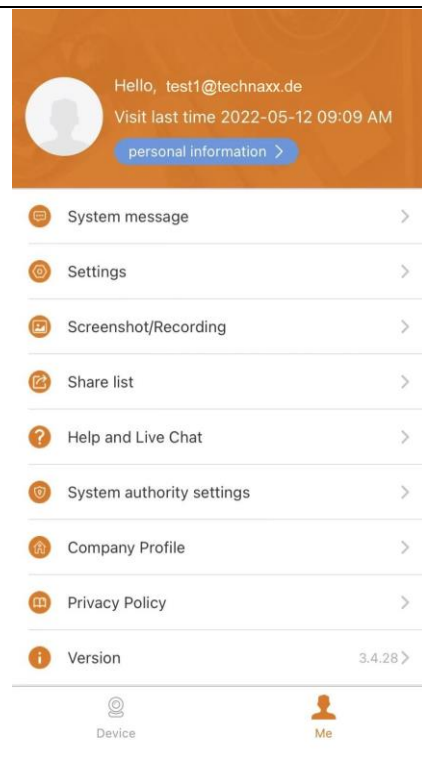 Hello, test1@technaxx.de
Visit last time 2022-05-12 09:09 AM
personal information >
System message
Settings
Screenshot/Recording
Share list
Help and Live Chat
System authority settings
Company Profile
Privacy Policy
Version 3.4.28
Device Me